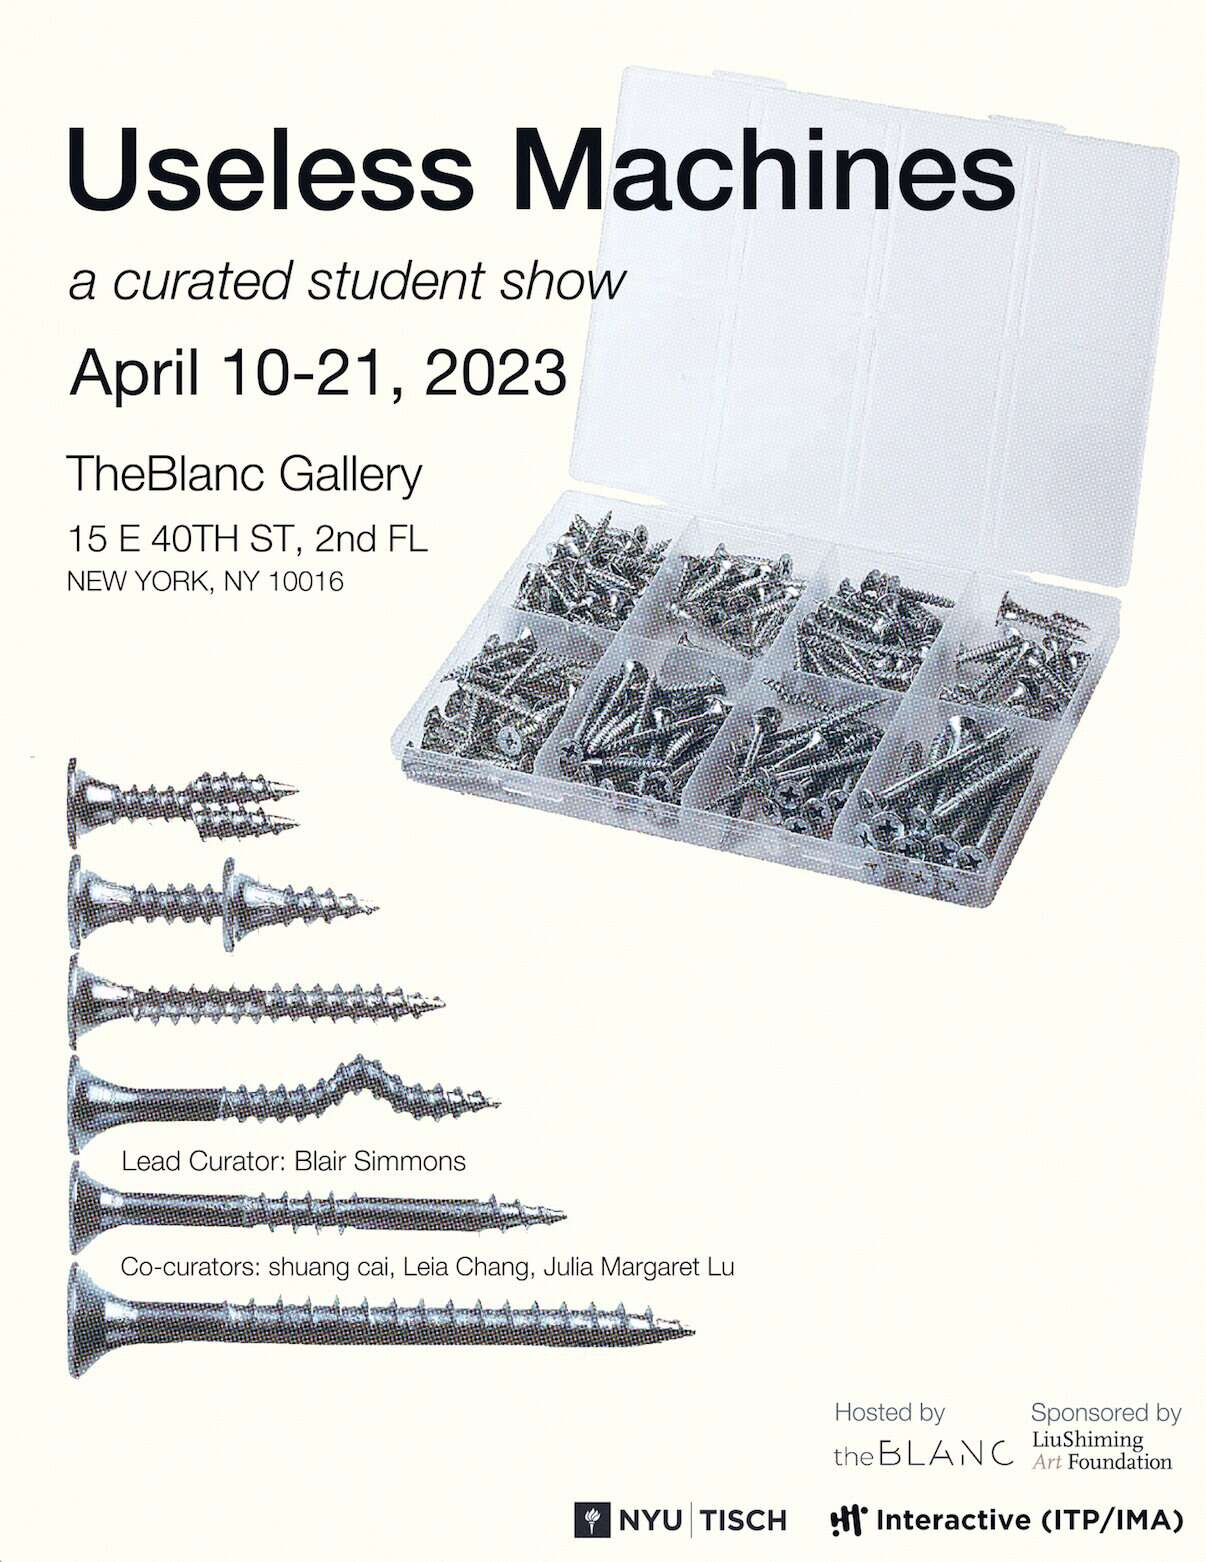 Useless Machines
a curated student show
April 10-21, 2023
TheBlanc Gallery
15 E 40TH ST, 2nd FL
NEW YORK, NY 10016
Lead Curator: Blair Simmons
Co-curators: shuang cai, Leia Chang, Julia Margaret Lu
Hosted by
theBLANC
Sponsored by
LiuShiming
Art Foundation
NYU | TISCH
Interactive (ITP/IMA)